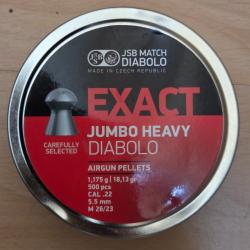 JSB MATCH
DIABOLO
MADE IN CZECH REPUBLIC
EXACT
JUMBO HEAVY
DIABOLO
CAREFULLY
SELECTED
AIRGUN PELLETS
1,175 g | 18,13 gr
500 pcs
CAL .22
5.5 mm
M 28/23